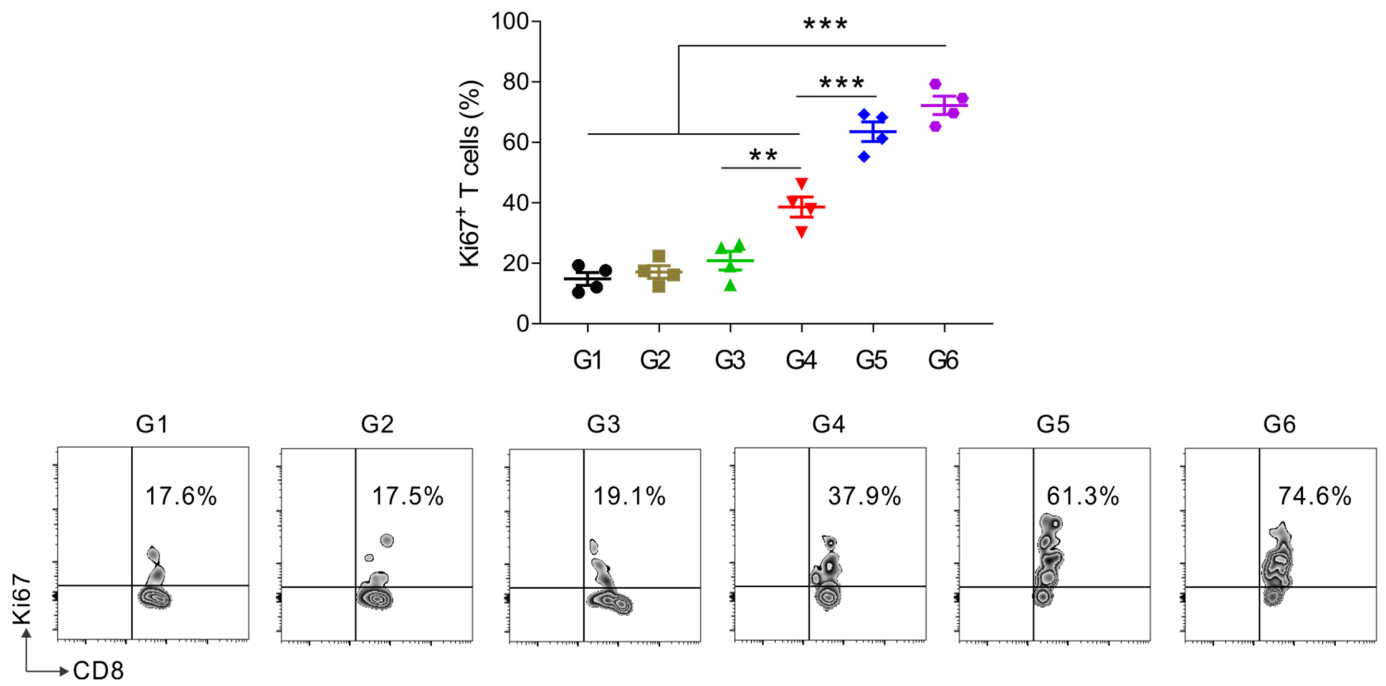 100
80
60
40
20
0
Ki67⁺ T cells (%)
***
***
**
G1 G2 G3 G4 G5 G6
G1 G2 G3 G4 G5 G6
17.6% 17.5% 19.1% 37.9% 61.3% 74.6%
Ki67
CD8